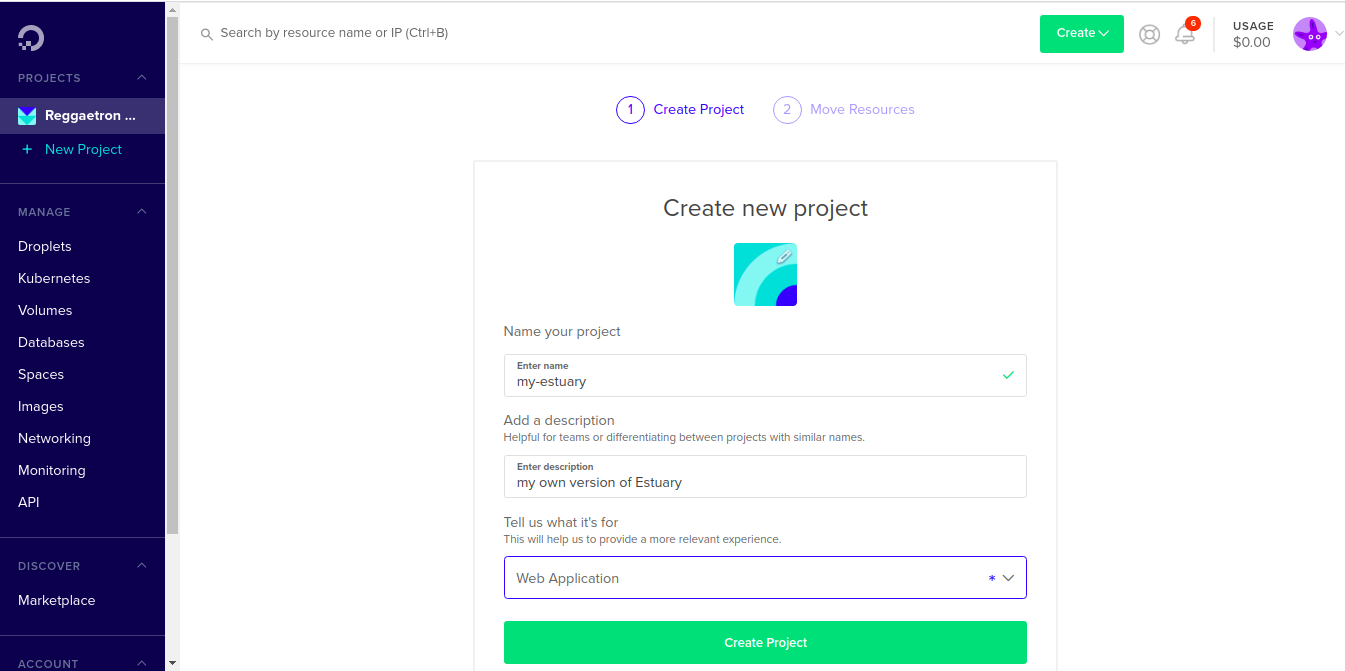 Search by resource name or IP (Ctrl+B)
Create
6
USAGE
$0.00
PROJECTS
Reggaetron ...
+ New Project
MANAGE
Droplets
Kubernetes
Volumes
Databases
Spaces
Images
Networking
Monitoring
API
DISCOVER
Marketplace
ACCOUNT
1 Create Project 2 Move Resources
Create new project
Name your project
Enter name
my-estuary
Add a description
Helpful for teams or differentiating between projects with similar names.
Enter description
my own version of Estuary
Tell us what it's for
This will help us to provide a more relevant experience.
Web Application *
Create Project